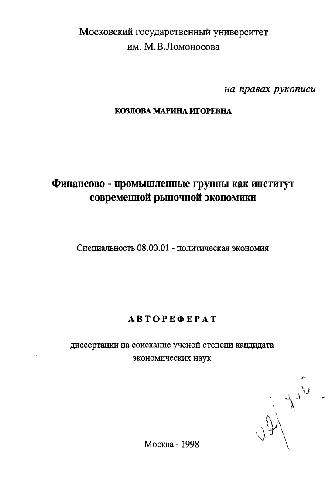 Московский государственный университет
им. М.В.Ломоносова
на правах рукописи
КОЗЛОВА МАРИНА ИГОРЕВНА
Финансово - промышленные группы как институт
современной рыночной экономики
Специальность 08.00.01 - политическая экономия
АВТОРЕФЕРАТ
диссертации на соискание ученой степени кандидата
экономических наук
Москва - 1998